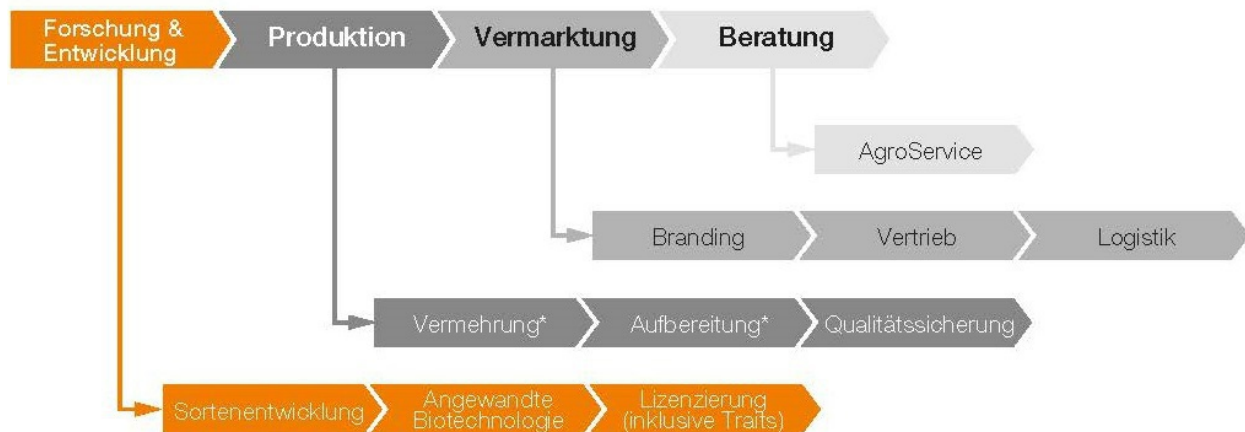 Forschung &
Entwicklung
Produktion
Vermarktung
Beratung
AgroService
Branding
Vertrieb
Logistik
Vermehrung*
Aufbereitung*
Qualitätssicherung
Sortenentwicklung
Angewandte
Biotechnologie
Lizenzierung
(inklusive Traits)